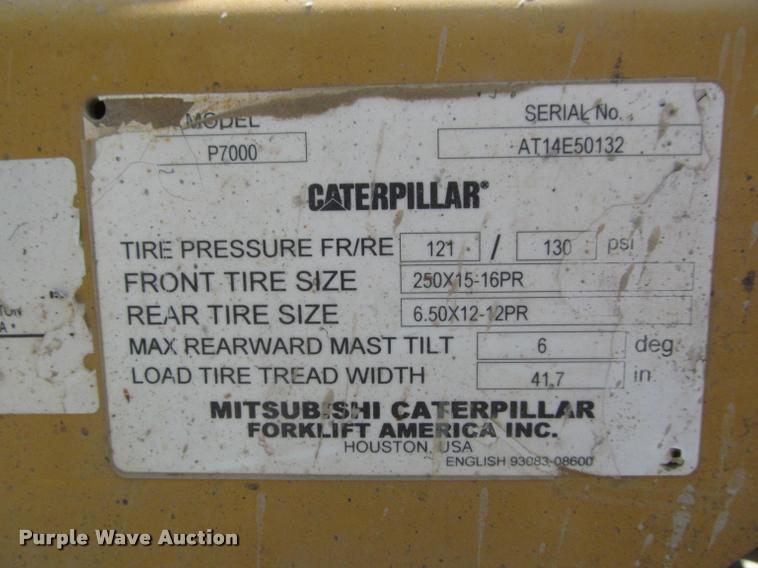 MODEL
SERIAL No.
P7000
AT14E50132
CATERPILLAR®
TIRE PRESSURE FR/RE 121 / 130 psi
FRONT TIRE SIZE 250X15-16PR
REAR TIRE SIZE 6.50X12-12PR
MAX REARWARD MAST TILT 6 deg
LOAD TIRE TREAD WIDTH 41.7 in
TON
A
MITSUBISHI CATERPILLAR
FORKLIFT AMERICA INC.
HOUSTON, USA
ENGLISH 93083-08600
Purple Wave Auction